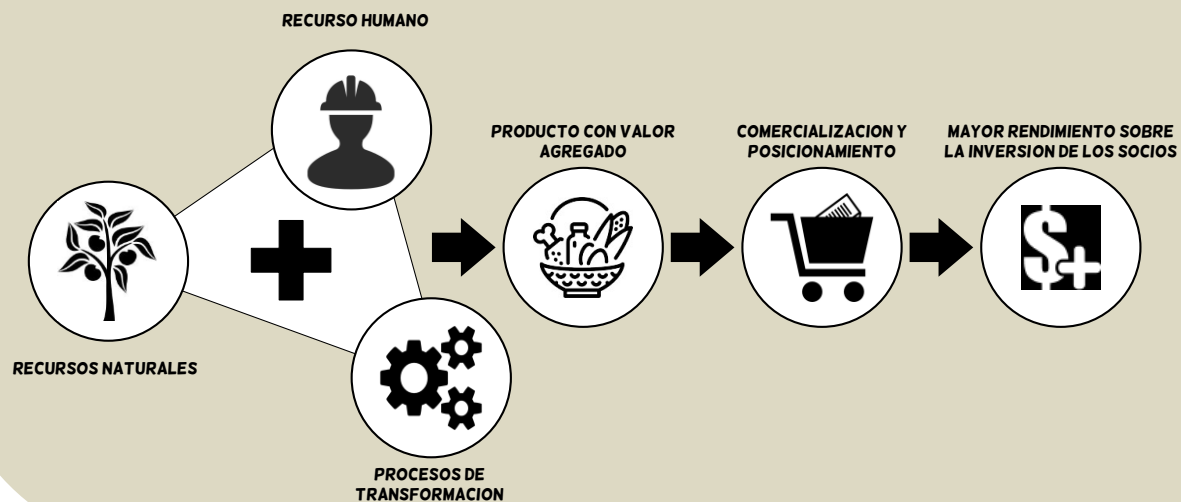 RECURSO HUMANO
PRODUCTO CON VALOR
AGREGADO
COMERCIALIZACION Y
POSICIONAMIENTO
MAYOR RENDIMIENTO SOBRE
LA INVERSION DE LOS SOCIOS
RECURSOS NATURALES
PROCESOS DE
TRANSFORMACION